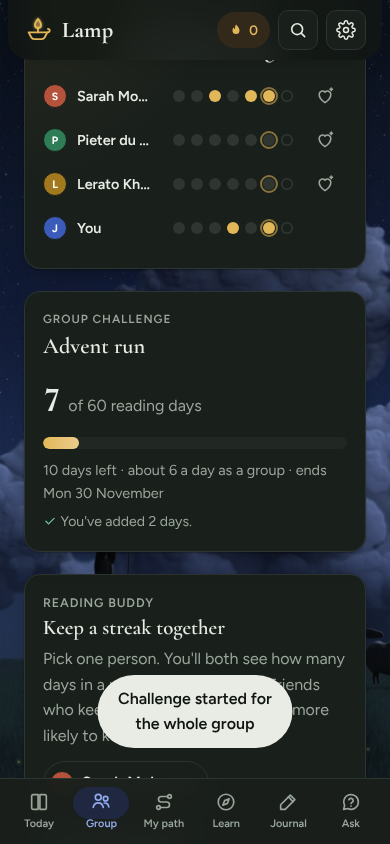 Lamp
0
S Sarah Mo...
P Pieter du ...
L Lerato Kh...
J You
GROUP CHALLENGE
Advent run
7 of 60 reading days
10 days left · about 6 a day as a group · ends
Mon 30 November
✓ You've added 2 days.
READING BUDDY
Keep a streak together
Pick one person. You'll both see how many
days in a
who
likely to
Challenge started for
the whole group
more
Today
Group
My path
Learn
Journal
Ask